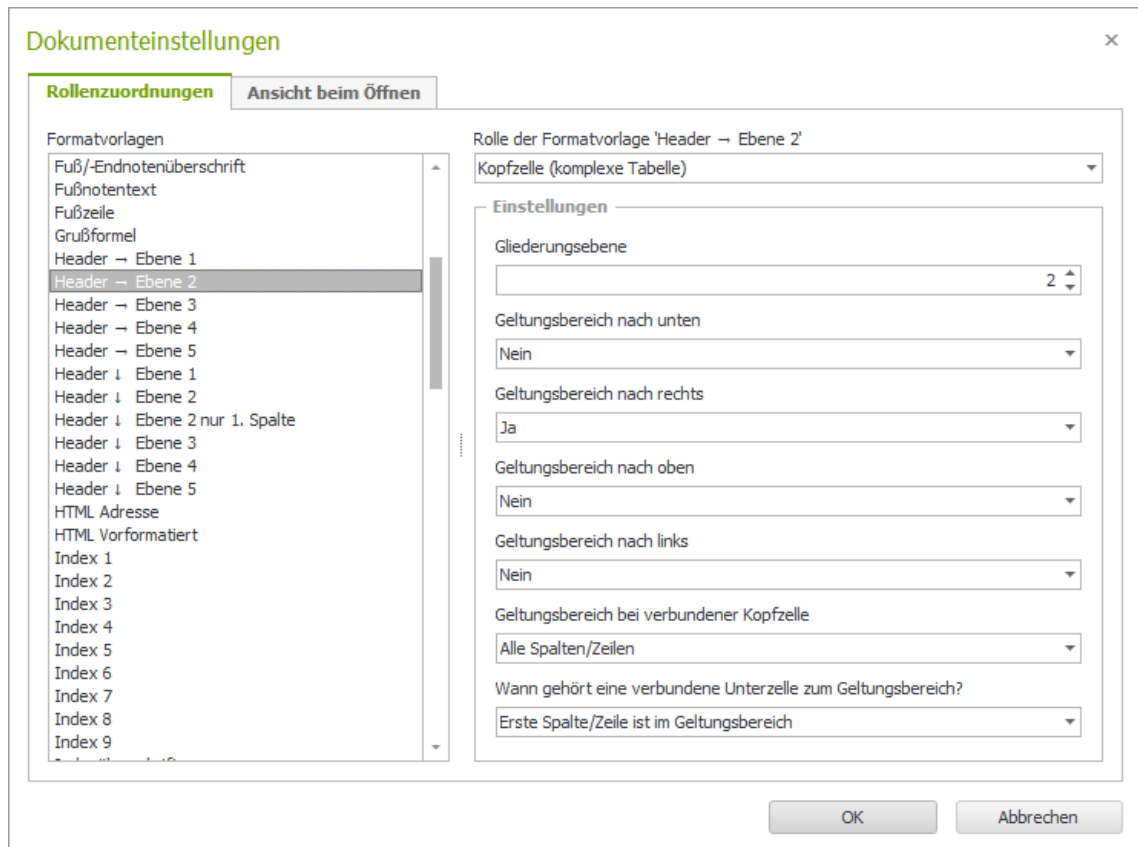 Dokumenteinstellungen
Rollenzuordnungen
Ansicht beim Öffnen
Formatvorlagen
Fuß/-Endnotenüberschrift
Fußnotentext
Fußzeile
Grußformel
Header → Ebene 1
Header → Ebene 2
Header → Ebene 3
Header → Ebene 4
Header → Ebene 5
Header ↓ Ebene 1
Header ↓ Ebene 2
Header ↓ Ebene 2 nur 1. Spalte
Header ↓ Ebene 3
Header ↓ Ebene 4
Header ↓ Ebene 5
HTML Adresse
HTML Vorformatiert
Index 1
Index 2
Index 3
Index 4
Index 5
Index 6
Index 7
Index 8
Index 9
Rolle der Formatvorlage 'Header → Ebene 2'
Kopfzelle (komplexe Tabelle)
Einstellungen
Gliederungsebene
2
Geltungsbereich nach unten
Nein
Geltungsbereich nach rechts
Ja
Geltungsbereich nach oben
Nein
Geltungsbereich nach links
Nein
Geltungsbereich bei verbundener Kopfzelle
Alle Spalten/Zeilen
Wann gehört eine verbundene Unterzelle zum Geltungsbereich?
Erste Spalte/Zeile ist im Geltungsbereich
OK
Abbrechen